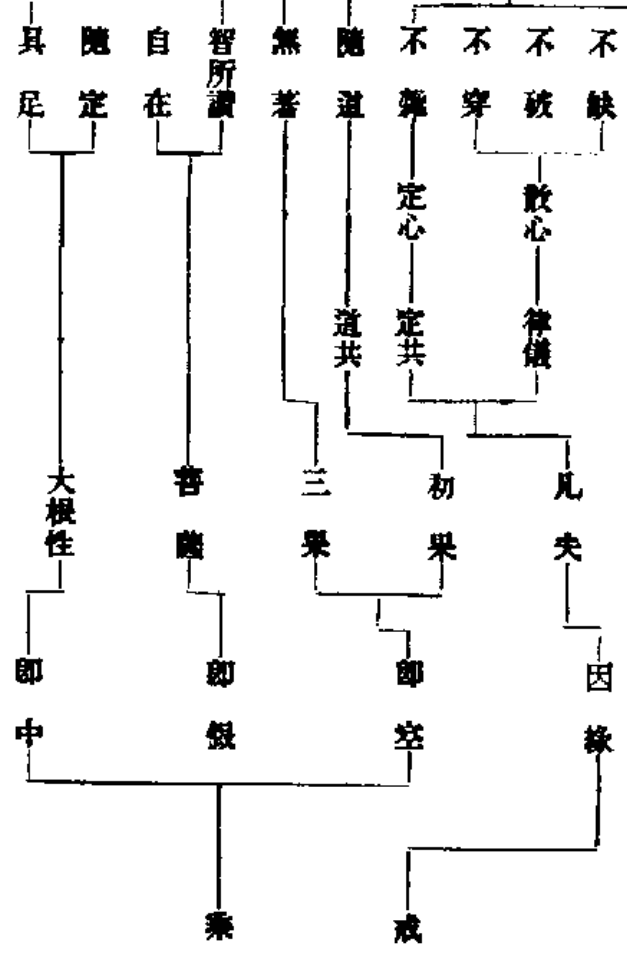 不缺
不破
不穿
不雜
隨道
無著
智所讚
自在
隨定
具足
散心
定心
律儀
定共
道共
凡夫
初果
三果
菩薩
大根性
因緣
即空
即假
即中
戒
乘